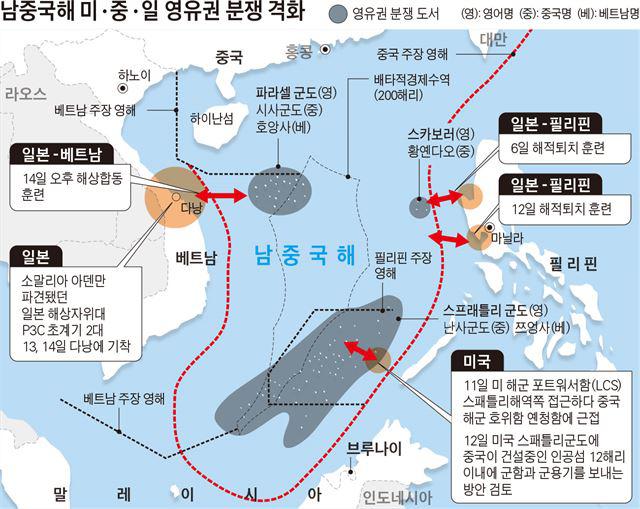 남중국해 미·중·일 영유권 분쟁 격화
영유권 분쟁 도서
(영): 영어명 (중): 중국명 (베): 베트남명
중국
홍콩
대만
중국 주장 영해
하노이
라오스
베트남 주장 영해
하이난섬
파라셀 군도(영)
시사군도(중)
호앙사(베)
배타적경제수역
(200해리)
스카보러(영)
황옌다오(중)
일본-필리핀
6일 해적퇴치 훈련
일본-베트남
14일 오후 해상합동
훈련
일본-필리핀
12일 해적퇴치 훈련
다낭
마닐라
일본
소말리아 아덴만
파견됐던
일본 해상자위대
P3C 초계기 2대
13, 14일 다낭에 기착
베트남
남중국해
필리핀 주장
영해
필리핀
스프래틀리 군도(영)
난사군도(중) 쯔엉사(베)
미국
11일 미 해군 포트워서함(LCS)
스패틀리해역쪽 접근하다 중국
해군 호위함 옌청함에 근접
12일 미국 스패틀리군도에
중국이 건설중인 인공섬 12해리
이내에 군함과 군용기를 보내는
방안 검토
베트남 주장 영해
브루나이
말레이시아
인도네시아